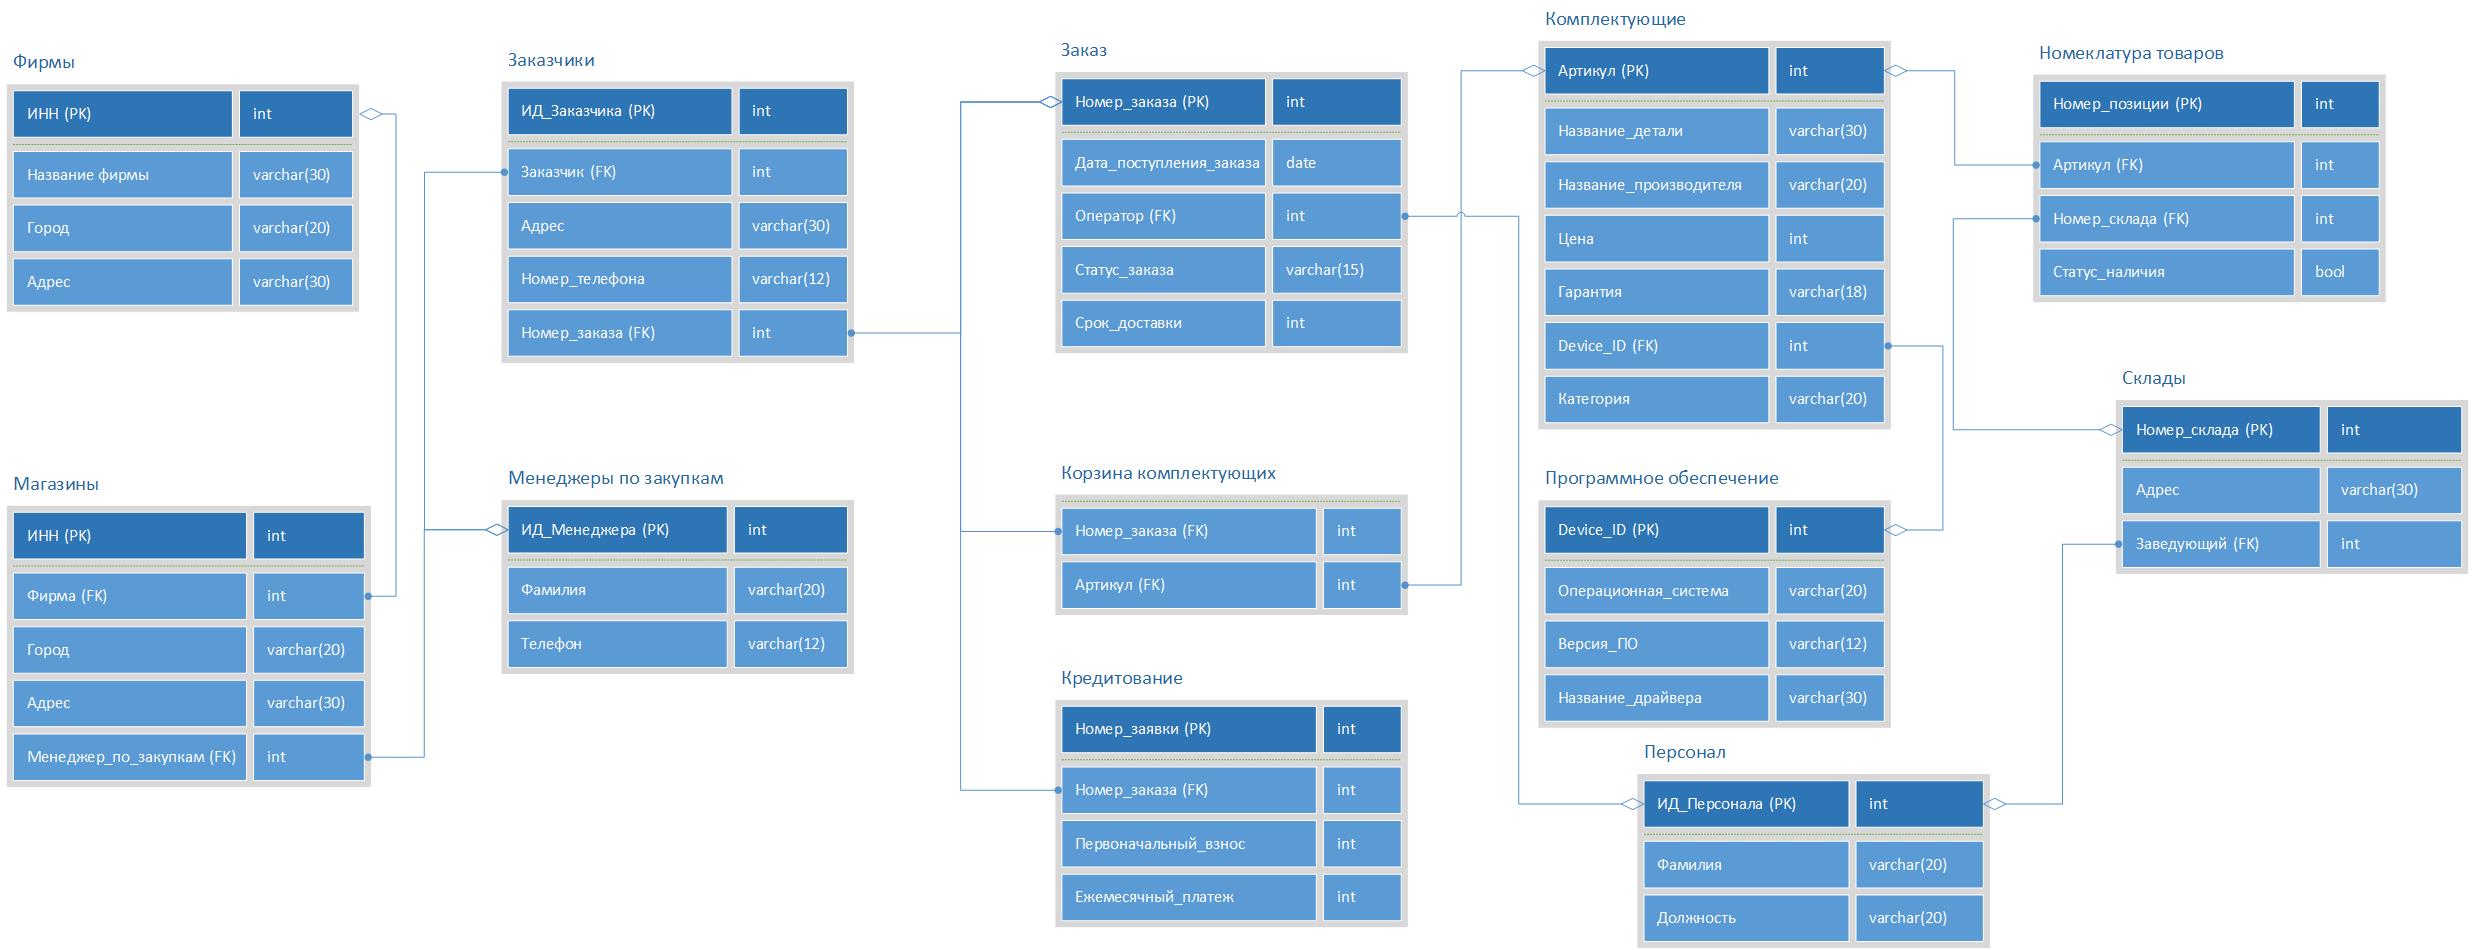 Фирмы
ИНН (PK) int
Название фирмы varchar(30)
Город varchar(20)
Адрес varchar(30)
Магазины
ИНН (PK) int
Фирма (FK) int
Город varchar(20)
Адрес varchar(30)
Менеджер_по_закупкам (FK) int
Заказчики
ИД_Заказчика (PK) int
Заказчик (FK) int
Адрес varchar(30)
Номер_телефона varchar(12)
Номер_заказа (FK) int
Менеджеры по закупкам
ИД_Менеджера (PK) int
Фамилия varchar(20)
Телефон varchar(12)
Заказ
Номер_заказа (PK) int
Дата_поступления_заказа date
Оператор (FK) int
Статус_заказа varchar(15)
Срок_доставки int
Корзина комплектующих
Номер_заказа (FK) int
Артикул (FK) int
Кредитование
Номер_заявки (PK) int
Номер_заказа (FK) int
Первоначальный_взнос int
Ежемесячный_платеж int
Комплектующие
Артикул (PK) int
Название_детали varchar(30)
Название_производителя varchar(20)
Цена int
Гарантия varchar(18)
Device_ID (FK) int
Категория varchar(20)
Программное обеспечение
Device_ID (PK) int
Операционная_система varchar(20)
Версия_ПО varchar(12)
Название_драйвера varchar(30)
Персонал
ИД_Персонала (PK) int
Фамилия varchar(20)
Должность varchar(20)
Номеклатура товаров
Номер_позиции (PK) int
Артикул (FK) int
Номер_склада (FK) int
Статус_наличия bool
Склады
Номер_склада (PK) int
Адрес varchar(30)
Заведующий (FK) int